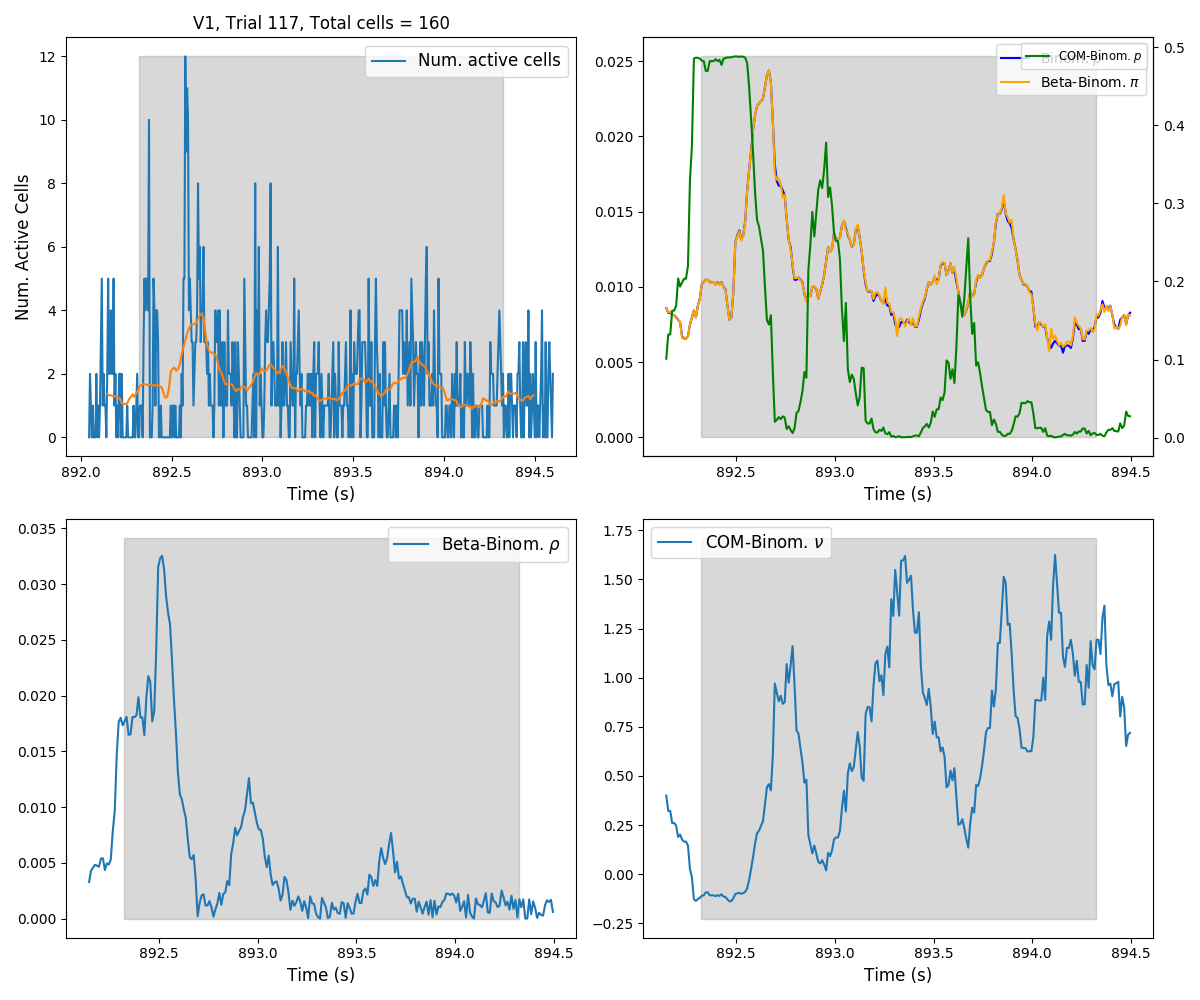 V1, Trial 117, Total cells = 160
Num. active cells
Num. Active Cells
12
10
8
6
4
2
0
892.0 892.5 893.0 893.5 894.0 894.5
Time (s)
COM-Binom. p
Beta-Binom. π
0.025
0.020
0.015
0.010
0.005
0.000
0.5
0.4
0.3
0.2
0.1
0.0
892.5 893.0 893.5 894.0 894.5
Time (s)
Beta-Binom. ρ
0.035
0.030
0.025
0.020
0.015
0.010
0.005
0.000
892.5 893.0 893.5 894.0 894.5
Time (s)
COM-Binom. ν
1.75
1.50
1.25
1.00
0.75
0.50
0.25
0.00
−0.25
892.5 893.0 893.5 894.0 894.5
Time (s)